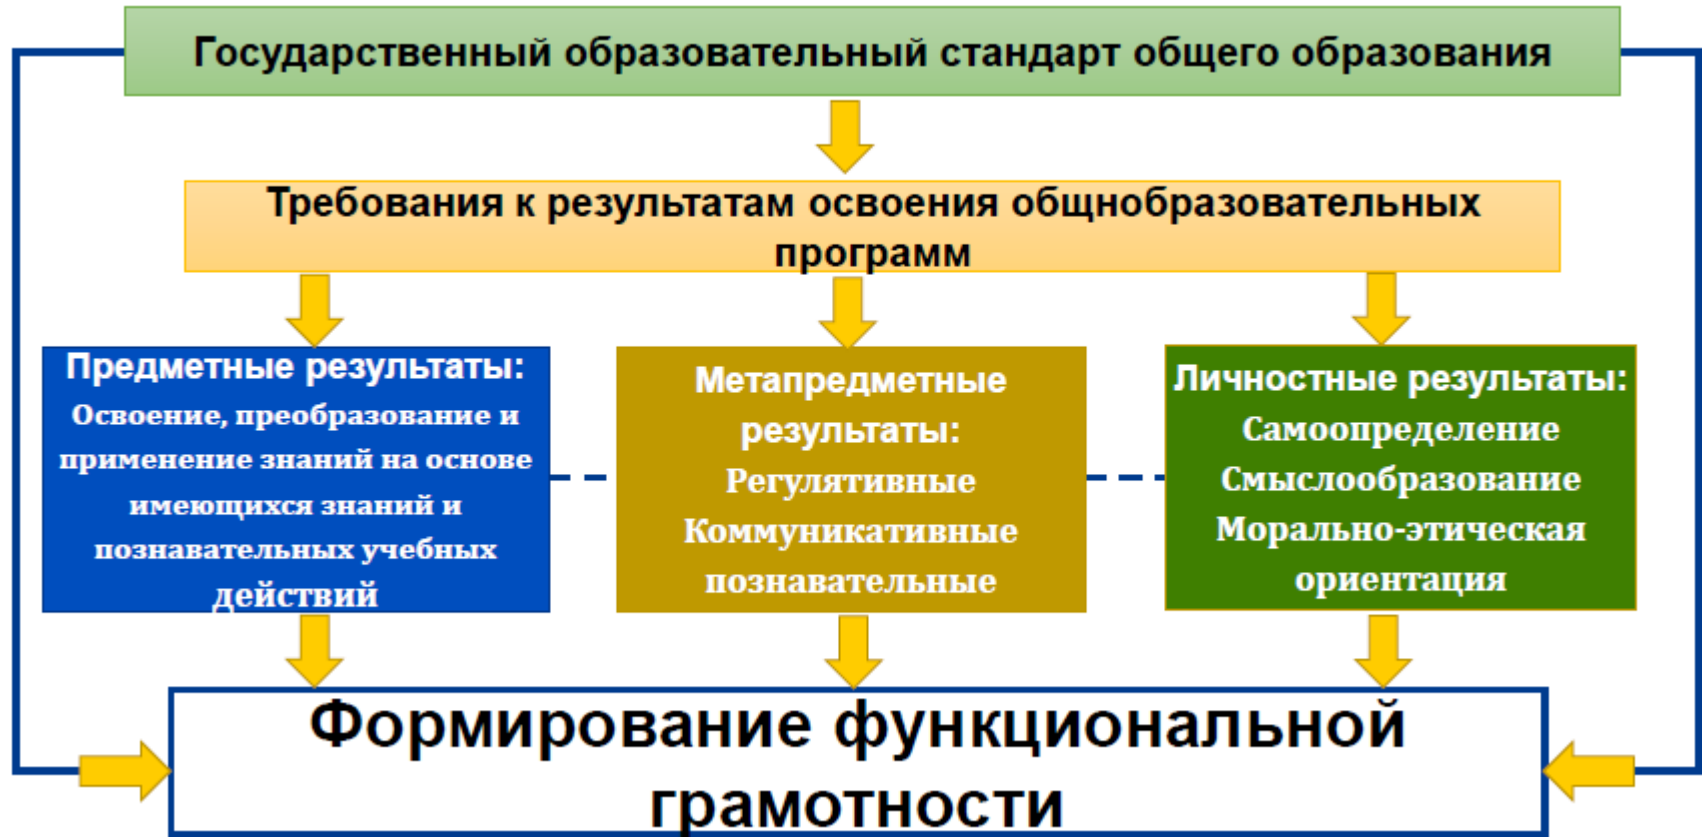 Государственный образовательный стандарт общего образования
Требования к результатам освоения общнобразовательных
программ
Предметные результаты:
Освоение, преобразование и
применение знаний на основе
имеющихся знаний и
познавательных учебных
действий
Метапредметные
результаты:
Регулятивные
Коммуникативные
познавательные
Личностные результаты:
Самоопределение
Смыслообразование
Морально-этическая
ориентация
Формирование функциональной
грамотности